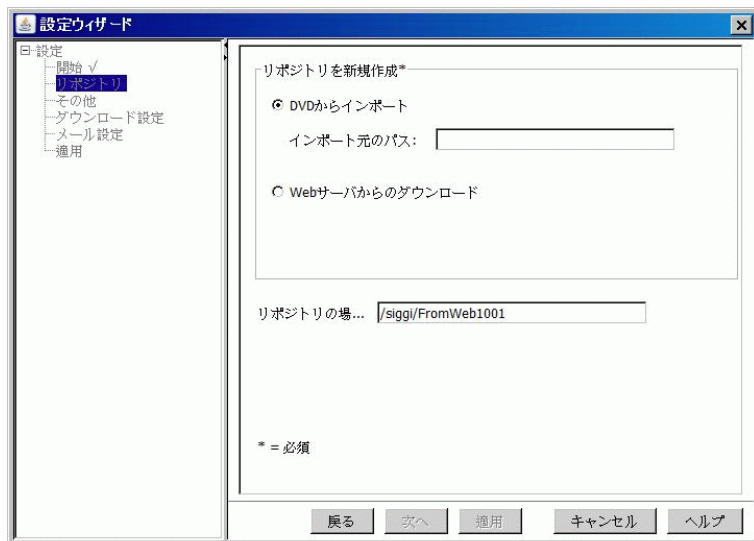 設定ウィザード
設定
開始 √
リポジトリ
その他
ダウンロード設定
メール設定
適用
リポジトリを新規作成*
DVDからインポート
インポート元のパス:
Webサーバからのダウンロード
リポジトリの場... /siggi/FromWeb1001
* = 必須
戻る 次へ 適用 キャンセル ヘルプ